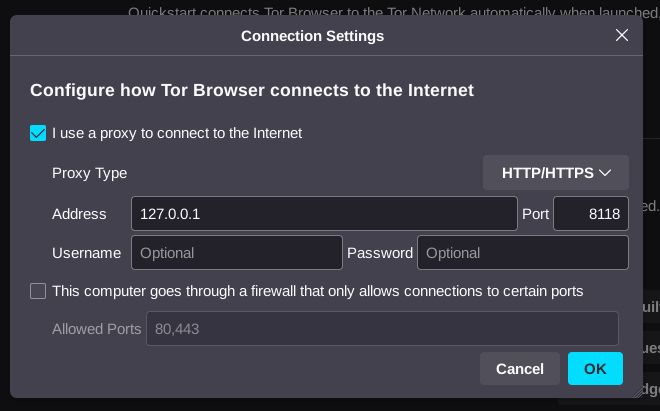 Quickstart connects Tor Browser to the Tor Network automatically when launched,
Connection Settings
Configure how Tor Browser connects to the Internet
I use a proxy to connect to the Internet
Proxy Type HTTP/HTTPS
Address 127.0.0.1 Port 8118
Username Optional Password Optional
This computer goes through a firewall that only allows connections to certain ports
Allowed Ports 80,443
Cancel OK